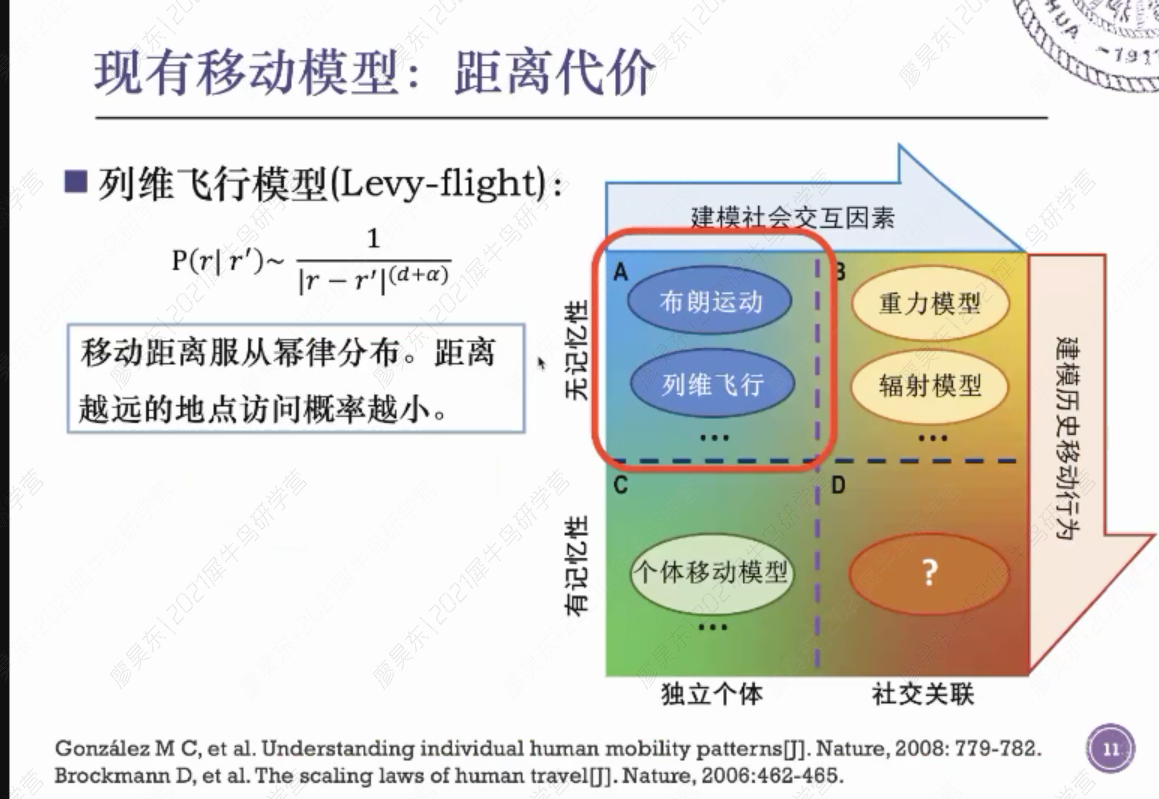 现有移动模型：距离代价
HUA -1911
■ 列维飞行模型(Levy-flight)：
P(r| r′)~ 1 / |r − r′|^(d+α)
移动距离服从幂律分布。距离
越远的地点访问概率越小。
建模社会交互因素
建模历史移动行为
无记忆性
有记忆性
A
布朗运动
列维飞行
...
B
重力模型
辐射模型
...
C
个体移动模型
...
D
?
独立个体
社交关联
González M C, et al. Understanding individual human mobility patterns[J]. Nature, 2008: 779-782.
Brockmann D, et al. The scaling laws of human travel[J]. Nature, 2006:462-465.
11
廖昊东|2021犀牛鸟研学营